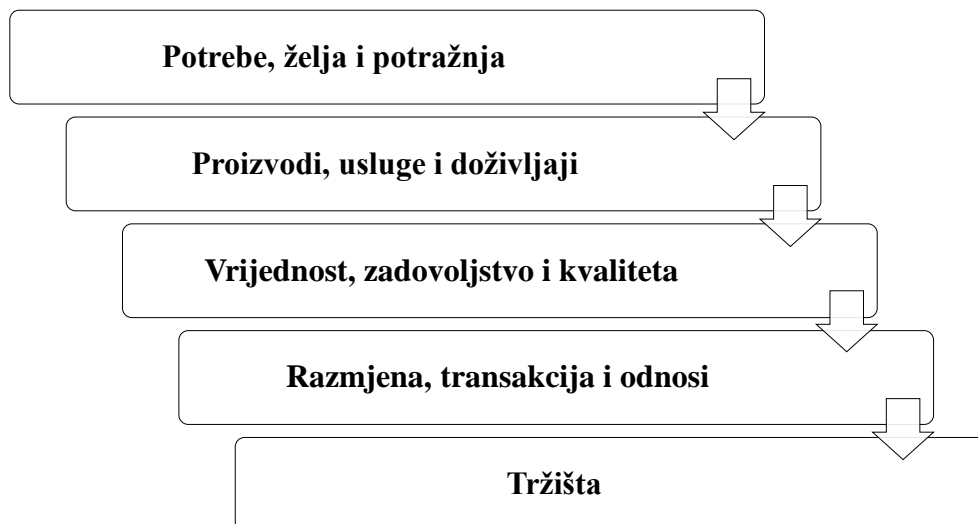 Potrebe, želja i potražnja
Proizvodi, usluge i doživljaji
Vrijednost, zadovoljstvo i kvaliteta
Razmjena, transakcija i odnosi
Tržišta